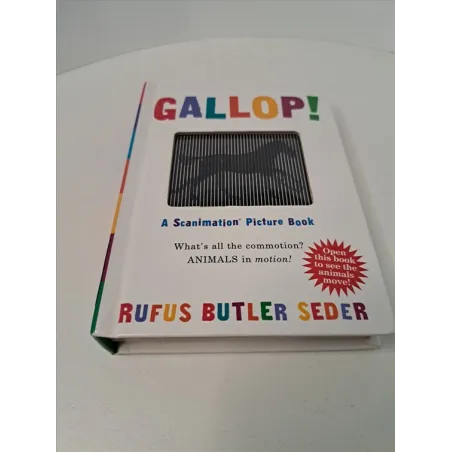 GALLOP!
A Scanimation® Picture Book
What's all the commotion?
ANIMALS in motion!
Open
this book
to see the
animals
move!
RUFUS BUTLER SEDER